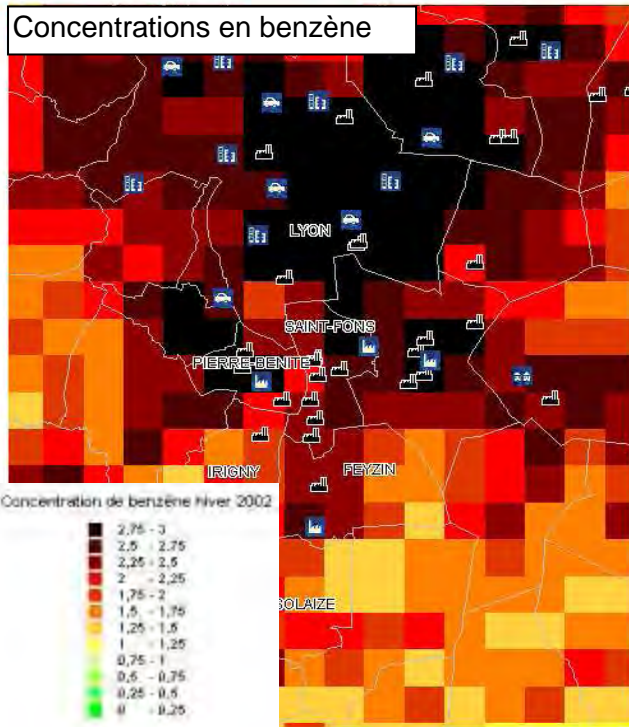 Concentrations en benzène
LYON
SAINT-FONS
PIERRE-BENITE
IRIGNY
FEYZIN
SOLAIZE
Concentration de benzène hiver 2002
2,75 - 3
2,5 - 2,75
2,25 - 2,5
2 - 2,25
1,75 - 2
1,5 - 1,75
1,25 - 1,5
1 - 1,25
0,75 - 1
0,5 - 0,75
0,25 - 0,5
0 - 0,25